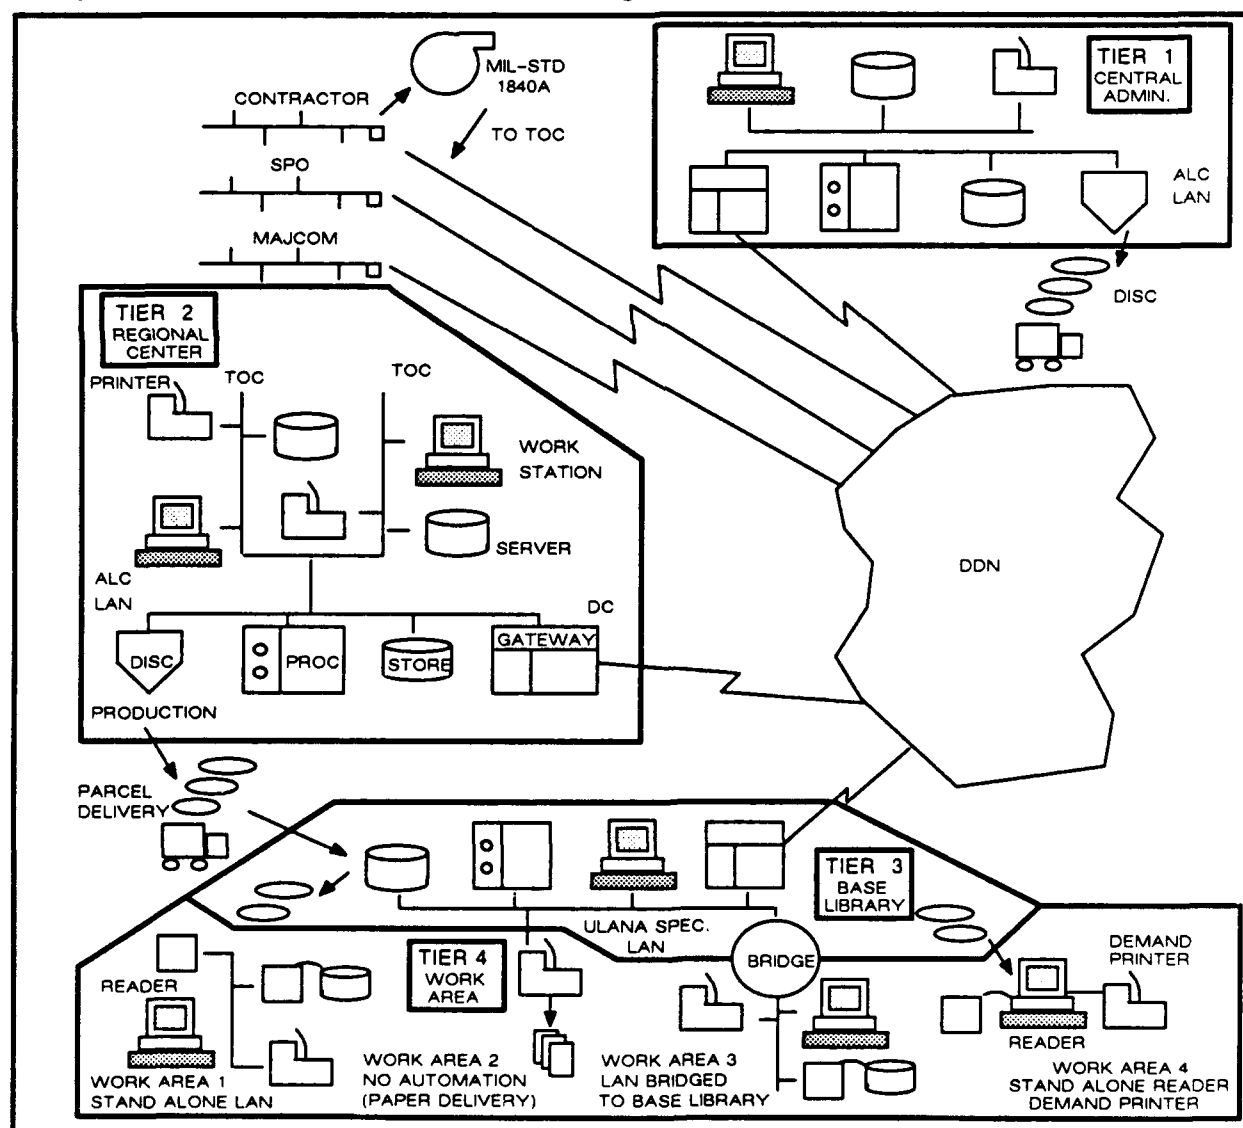 MIL-STD
1840A
CONTRACTOR
TO TOC
SPO
MAJCOM
TIER 1
CENTRAL
ADMIN.
ALC
LAN
DISC
TIER 2
REGIONAL
CENTER
PRINTER
TOC
TOC
WORK
STATION
SERVER
ALC
LAN
DC
DISC
PROC
STORE
GATEWAY
PRODUCTION
DDN
PARCEL
DELIVERY
TIER 3
BASE
LIBRARY
ULANA SPEC.
LAN
BRIDGE
TIER 4
WORK
AREA
READER
DEMAND
PRINTER
READER
WORK AREA 1
STAND ALONE LAN
WORK AREA 2
NO AUTOMATION
(PAPER DELIVERY)
WORK AREA 3
LAN BRIDGED
TO BASE LIBRARY
WORK AREA 4
STAND ALONE READER
DEMAND PRINTER